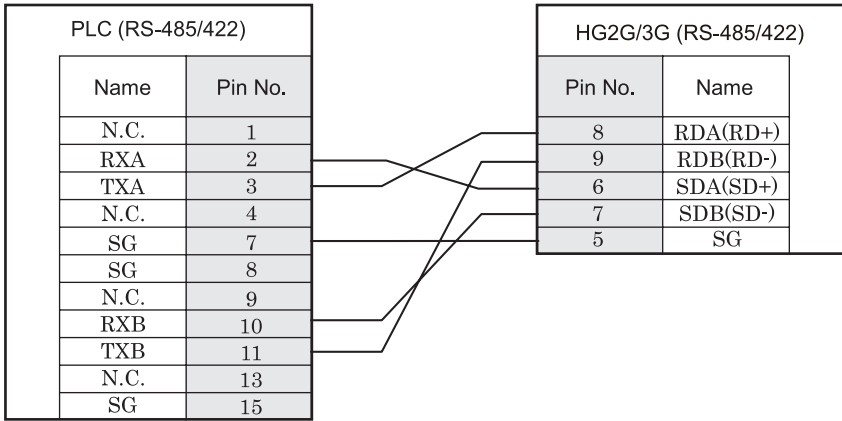 PLC (RS-485/422)
Name Pin No.
N.C. 1
RXA 2
TXA 3
N.C. 4
SG 7
SG 8
N.C. 9
RXB 10
TXB 11
N.C. 13
SG 15
HG2G/3G (RS-485/422)
Pin No. Name
8 RDA(RD+)
9 RDB(RD-)
6 SDA(SD+)
7 SDB(SD-)
5 SG